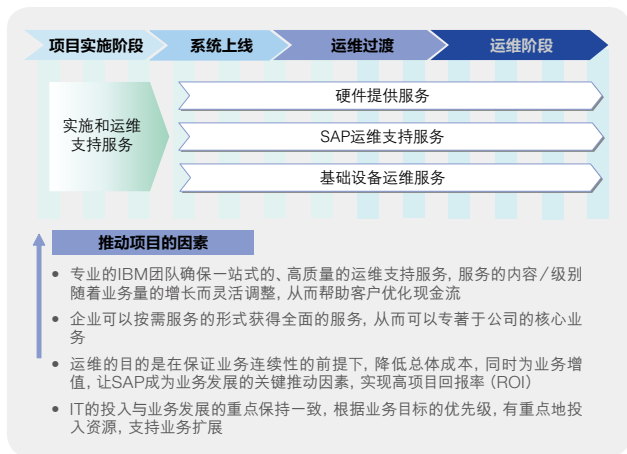 项目实施阶段
系统上线
运维过渡
运维阶段
实施和运维
支持服务
硬件提供服务
SAP运维支持服务
基础设备运维服务
推动项目的因素
● 专业的IBM团队确保一站式的、高质量的运维支持服务, 服务的内容/级别
随着业务量的增长而灵活调整, 从而帮助客户优化现金流
● 企业可以按需服务的形式获得全面的服务, 从而可以专著于公司的核心业
务
● 运维的目的是在保证业务连续性的前提下, 降低总体成本, 同时为业务增
值, 让SAP成为业务发展的关键推动因素, 实现高项目回报率 (ROI)
● IT的投入与业务发展的重点保持一致, 根据业务目标的优先级, 有重点地投
入资源, 支持业务扩展